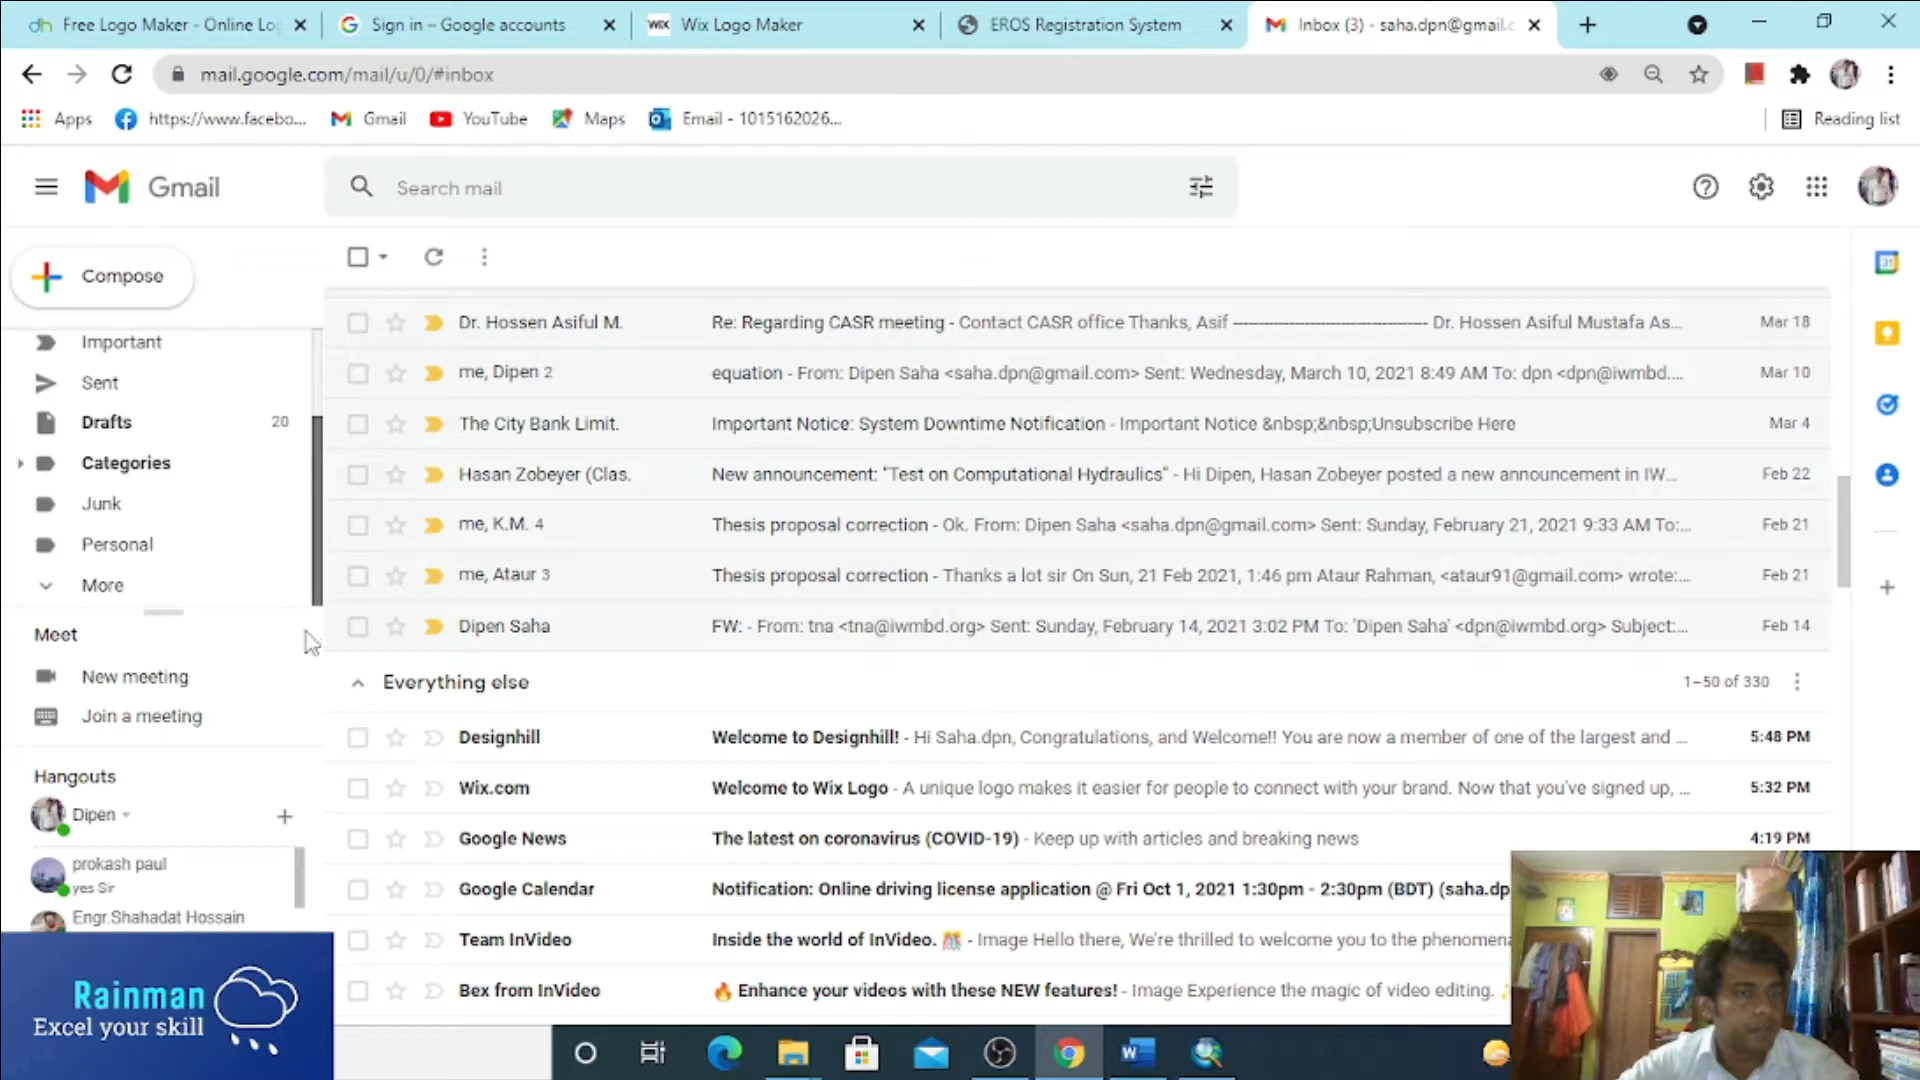 dh Free Logo Maker - Online Log
Sign in – Google accounts
WIX Wix Logo Maker
EROS Registration System
Inbox (3) - saha.dpn@gmail.c
mail.google.com/mail/u/0/#inbox
Apps
https://www.facebo...
Gmail
YouTube
Maps
Email - 1015162026...
Reading list
Gmail
Search mail
Compose
Important
Sent
Drafts 20
Categories
Junk
Personal
More
Meet
New meeting
Join a meeting
Hangouts
Dipen
prokash paul
yes Sir
Engr.Shahadat Hossain
Rainman
Excel your skill
Dr. Hossen Asiful M. Re: Regarding CASR meeting - Contact CASR office Thanks, Asif ---------------------------------- Dr. Hossen Asiful Mustafa As... Mar 18
me, Dipen 2 equation - From: Dipen Saha <saha.dpn@gmail.com> Sent: Wednesday, March 10, 2021 8:49 AM To: dpn <dpn@iwmbd.... Mar 10
The City Bank Limit. Important Notice: System Downtime Notification - Important Notice &nbsp;&nbsp;Unsubscribe Here Mar 4
Hasan Zobeyer (Clas. New announcement: "Test on Computational Hydraulics" - Hi Dipen, Hasan Zobeyer posted a new announcement in IW... Feb 22
me, K.M. 4 Thesis proposal correction - Ok. From: Dipen Saha <saha.dpn@gmail.com> Sent: Sunday, February 21, 2021 9:33 AM To:... Feb 21
me, Ataur 3 Thesis proposal correction - Thanks a lot sir On Sun, 21 Feb 2021, 1:46 pm Ataur Rahman, <ataur91@gmail.com> wrote:... Feb 21
Dipen Saha FW: - From: tna <tna@iwmbd.org> Sent: Sunday, February 14, 2021 3:02 PM To: 'Dipen Saha' <dpn@iwmbd.org> Subject:... Feb 14
Everything else 1–50 of 330
Designhill Welcome to Designhill! - Hi Saha.dpn, Congratulations, and Welcome!! You are now a member of one of the largest and ... 5:48 PM
Wix.com Welcome to Wix Logo - A unique logo makes it easier for people to connect with your brand. Now that you've signed up, ... 5:32 PM
Google News The latest on coronavirus (COVID-19) - Keep up with articles and breaking news 4:19 PM
Google Calendar Notification: Online driving license application @ Fri Oct 1, 2021 1:30pm - 2:30pm (BDT) (saha.dp
Team InVideo Inside the world of InVideo. 🎊 - Image Hello there, We're thrilled to welcome you to the phenomena
Bex from InVideo 🔥 Enhance your videos with these NEW features! - Image Experience the magic of video editing.